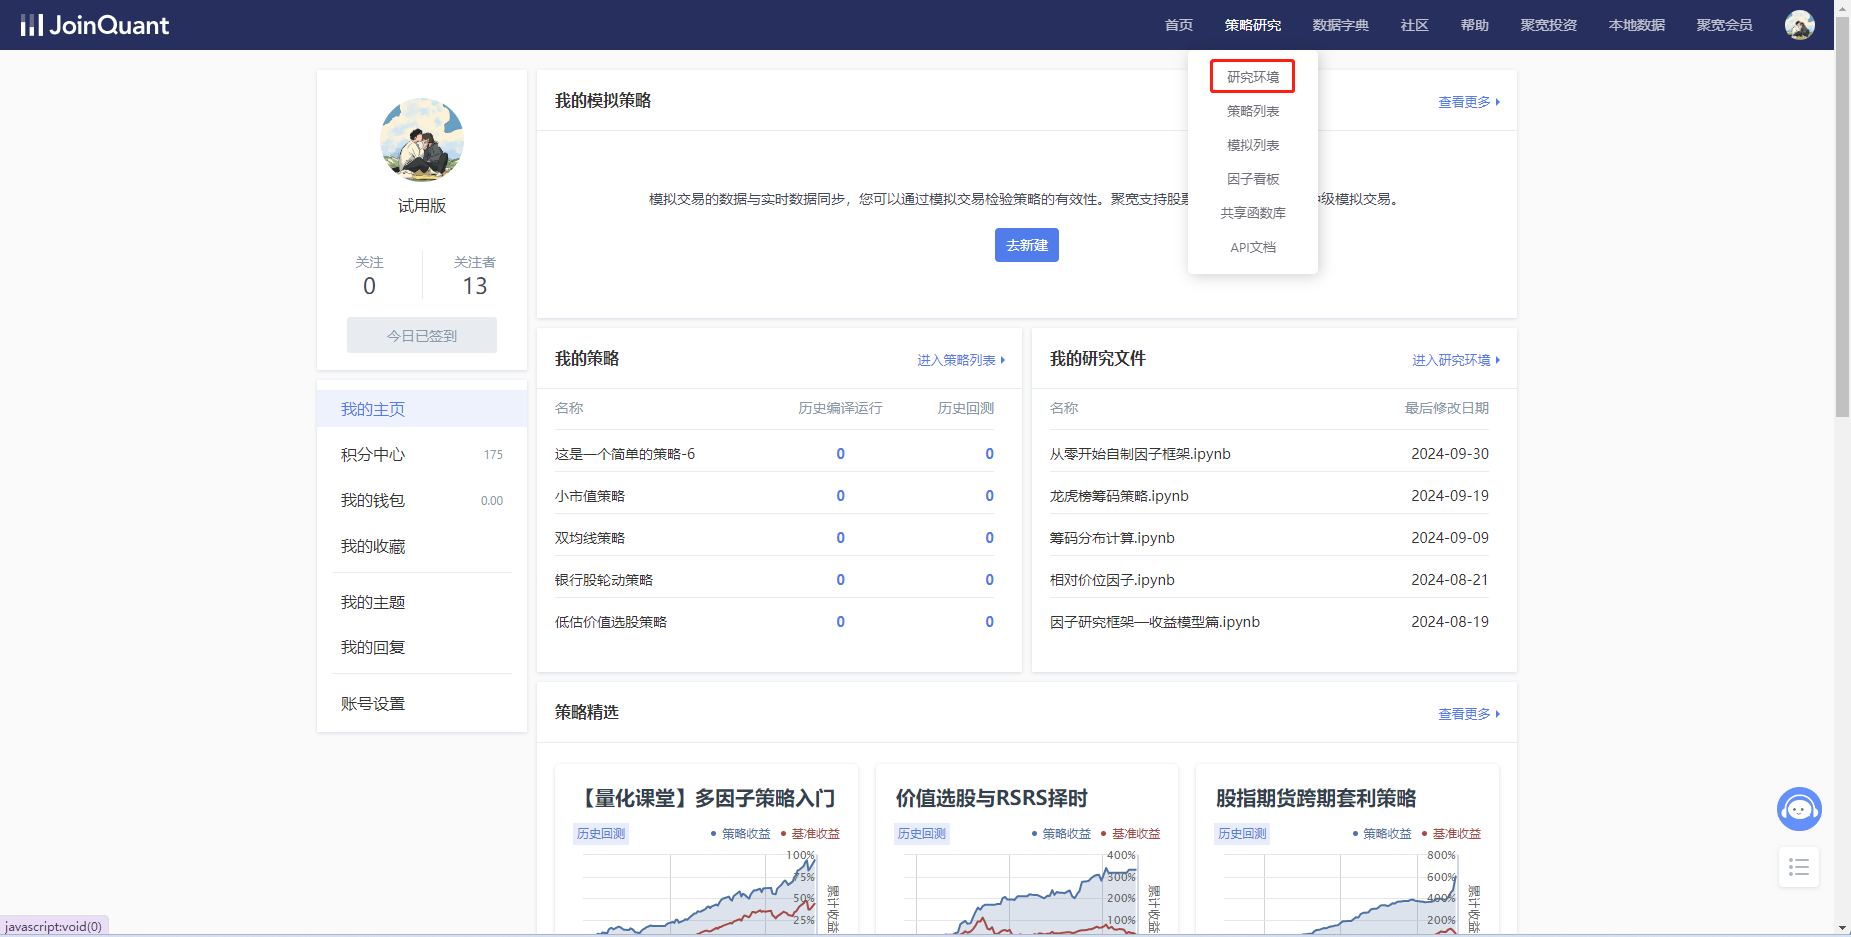 JoinQuant
首页 策略研究 数据字典 社区 帮助 聚宽投资 本地数据 聚宽会员
研究环境
策略列表
模拟列表
因子看板
共享函数库
API文档
试用版
关注 关注者
0 13
今日已签到
我的主页
积分中心 175
我的钱包 0.00
我的收藏
我的主题
我的回复
账号设置
我的模拟策略 查看更多
模拟交易的数据与实时数据同步，您可以通过模拟交易检验策略的有效性。聚宽支持股 级模拟交易。
去新建
我的策略 进入策略列表
名称 历史编译运行 历史回测
这是一个简单的策略-6 0 0
小市值策略 0 0
双均线策略 0 0
银行股轮动策略 0 0
低估价值选股策略 0 0
我的研究文件 进入研究环境
名称 最后修改日期
从零开始自制因子框架.ipynb 2024-09-30
龙虎榜筹码策略.ipynb 2024-09-19
筹码分布计算.ipynb 2024-09-09
相对价位因子.ipynb 2024-08-21
因子研究框架—收益模型篇.ipynb 2024-08-19
策略精选 查看更多
【量化课堂】多因子策略入门
历史回测 策略收益 基准收益
100%
75%
50%
25%
累计收益
价值选股与RSRS择时
历史回测 策略收益 基准收益
400%
300%
200%
100%
累计收益
股指期货跨期套利策略
历史回测 策略收益 基准收益
800%
600%
400%
200%
累计收益
javascript:void(0)